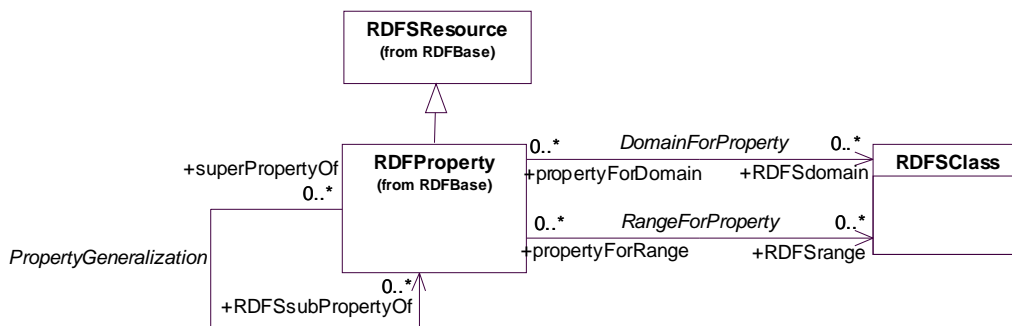 RDFSResource
(from RDFBase)
0..* DomainForProperty 0..*
RDFProperty
(from RDFBase)
RDFSClass
+superPropertyOf
0..*
+propertyForDomain +RDFSdomain
0..* RangeForProperty 0..*
+propertyForRange +RDFSrange
PropertyGeneralization
0..*
+RDFSsubPropertyOf